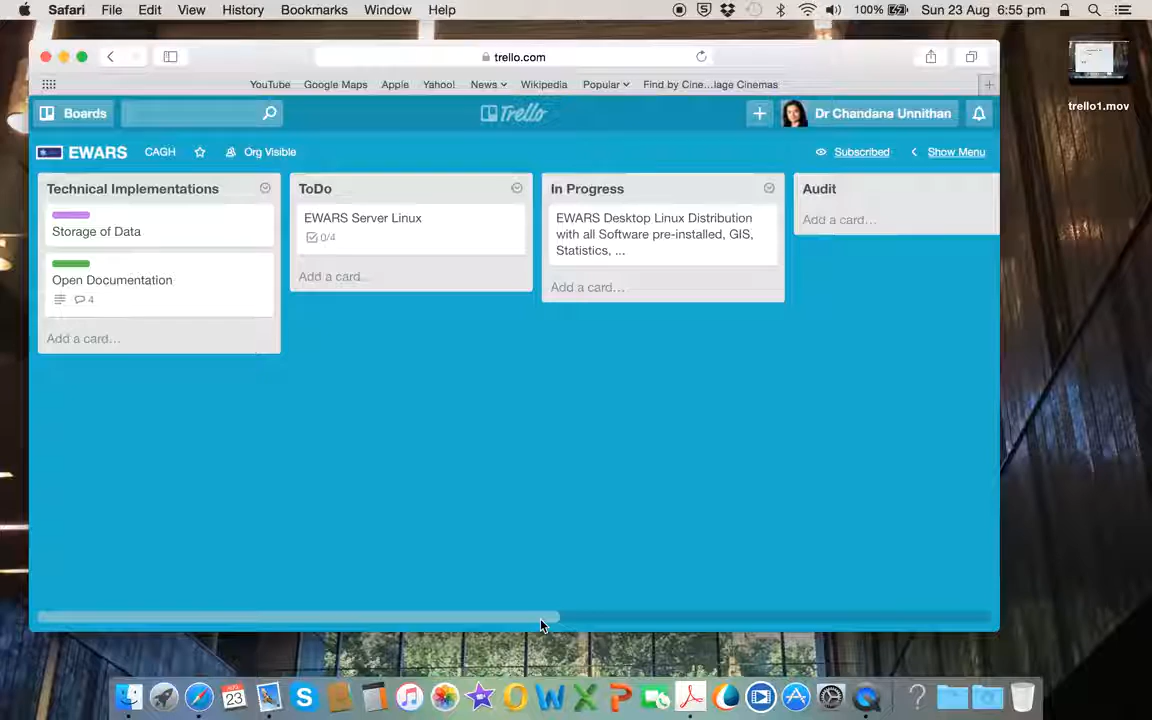 Safari File Edit View History Bookmarks Window Help 100% Sun 23 Aug 6:55 pm
trello.com
YouTube Google Maps Apple Yahoo! News Wikipedia Popular Find by Cine...lage Cinemas
trello1.mov
Boards Trello Dr Chandana Unnithan
EWARS CAGH Org Visible Subscribed Show Menu
Technical Implementations
Storage of Data
Open Documentation
4
Add a card...
ToDo
EWARS Server Linux
0/4
Add a card...
In Progress
EWARS Desktop Linux Distribution
with all Software pre-installed, GIS,
Statistics, ...
Add a card...
Audit
Add a card...
AUG
23